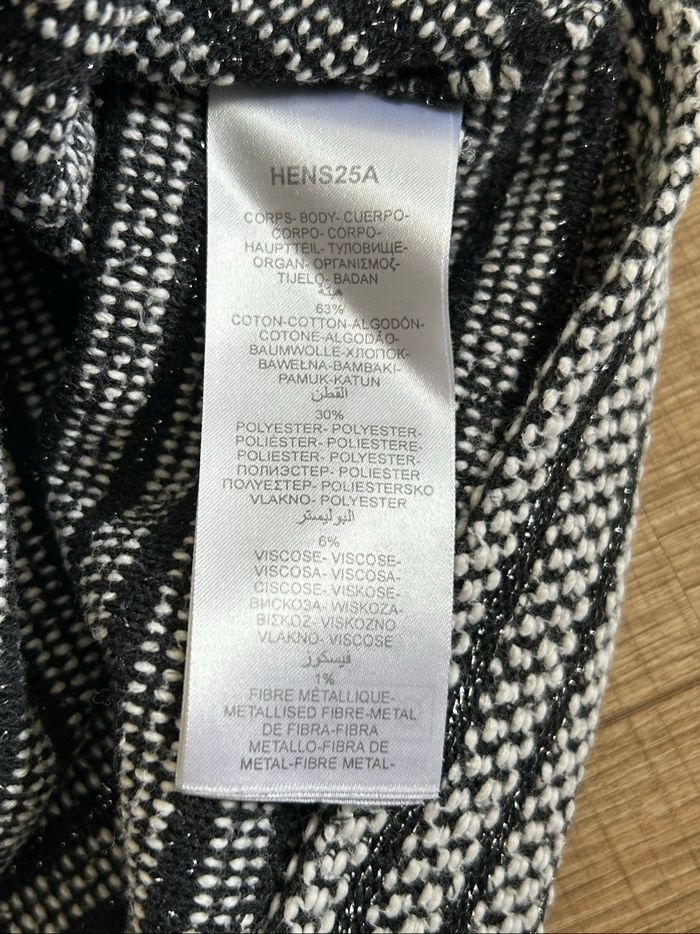 HENS25A
CORPS- BODY- CUERPO-
CORPO- CORPO-
HAUPTTEIL- ТУЛОВИЩЕ-
ORGAN- ΟΡΓΑΝΙΣΜΟζ-
TIJELO- BADAN
هيئة
63%
COTON-COTTON-ALGODÓN-
COTONE-ALGODÃO-
BAUMWOLLE-ХЛОПОК-
BAWEŁNA-BAMBAKI-
PAMUK-KATUN
القطن
30%
POLYESTER- POLYESTER-
POLIÉSTER- POLIESTERE-
POLIÉSTER- POLYESTER-
ПОЛИЭСТЕР- POLIESTER-
ΠΟΛΥΕΣΤΕΡ- POLIESTERSKO
VLAKNO- POLYESTER
البوليستر
6%
VISCOSE- VISCOSE-
VISCOSA- VISCOSA-
CISCOSE- VISKOSE-
ВИСКОЗА- WISKOZA-
ΒΙΣΚΟΖ- VISKOZNO
VLAKNO- VISCOSE
فيسكوز
1%
FIBRE MÉTALLIQUE-
METALLISED FIBRE-METAL
DE FIBRA-FIBRA
METALLO-FIBRA DE
METAL-FIBRE METAL-